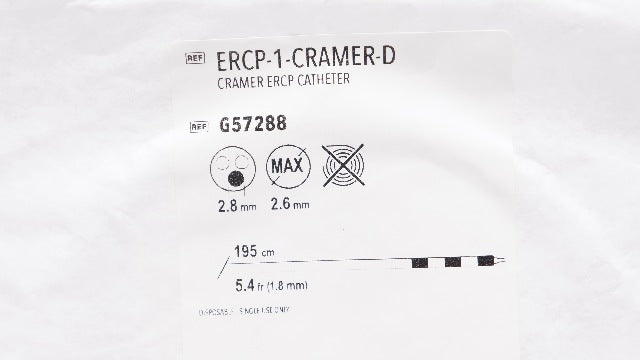 REF ERCP-1-CRAMER-D
CRAMER ERCP CATHETER
REF G57288
MAX
2.8 mm 2.6 mm
195 cm
5.4 fr (1.8 mm)
DISPOSABLE - SINGLE USE ONLY